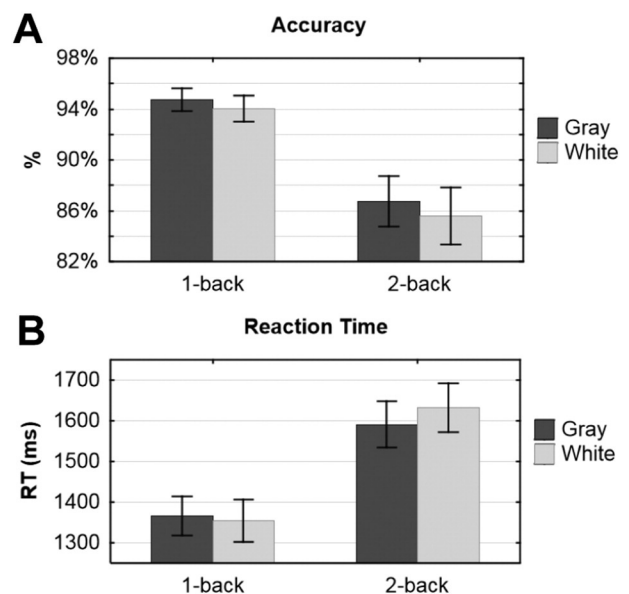 A
Accuracy
98%
94%
90%
86%
82%
%
1-back
2-back
Gray
White
B
Reaction Time
1700
1600
1500
1400
1300
RT (ms)
1-back
2-back
Gray
White